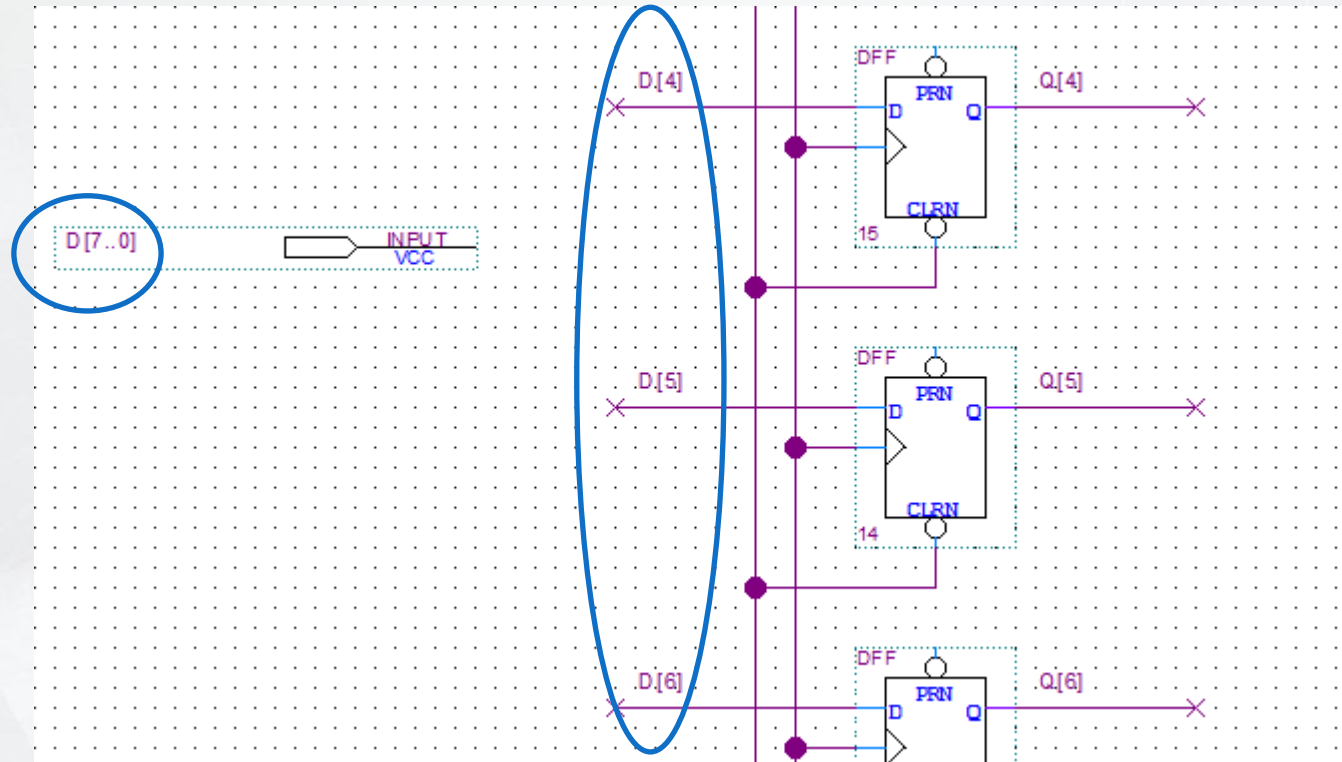 DFF
D[4]
PRN
Q[4]
D
Q
CLRN
15
D[7..0]
INPUT
VCC
DFF
D[5]
PRN
Q[5]
D
Q
CLRN
14
DFF
D[6]
PRN
Q[6]
D
Q